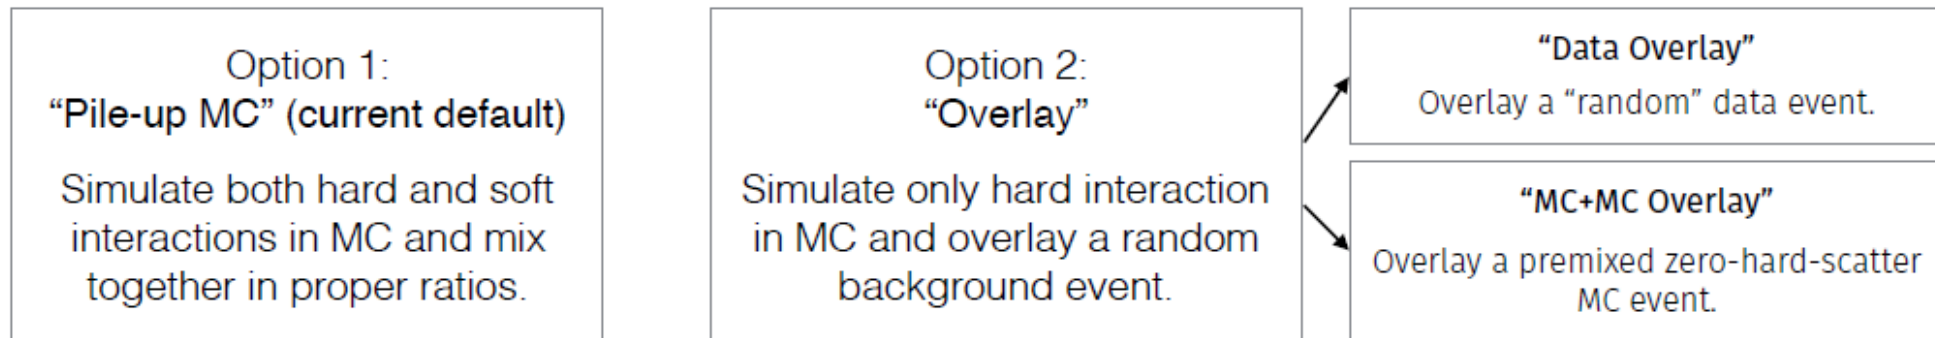 Option 1:
“Pile-up MC” (current default)
Simulate both hard and soft
interactions in MC and mix
together in proper ratios.
Option 2:
“Overlay”
Simulate only hard interaction
in MC and overlay a random
background event.
“Data Overlay”
Overlay a “random” data event.
“MC+MC Overlay”
Overlay a premixed zero-hard-scatter
MC event.